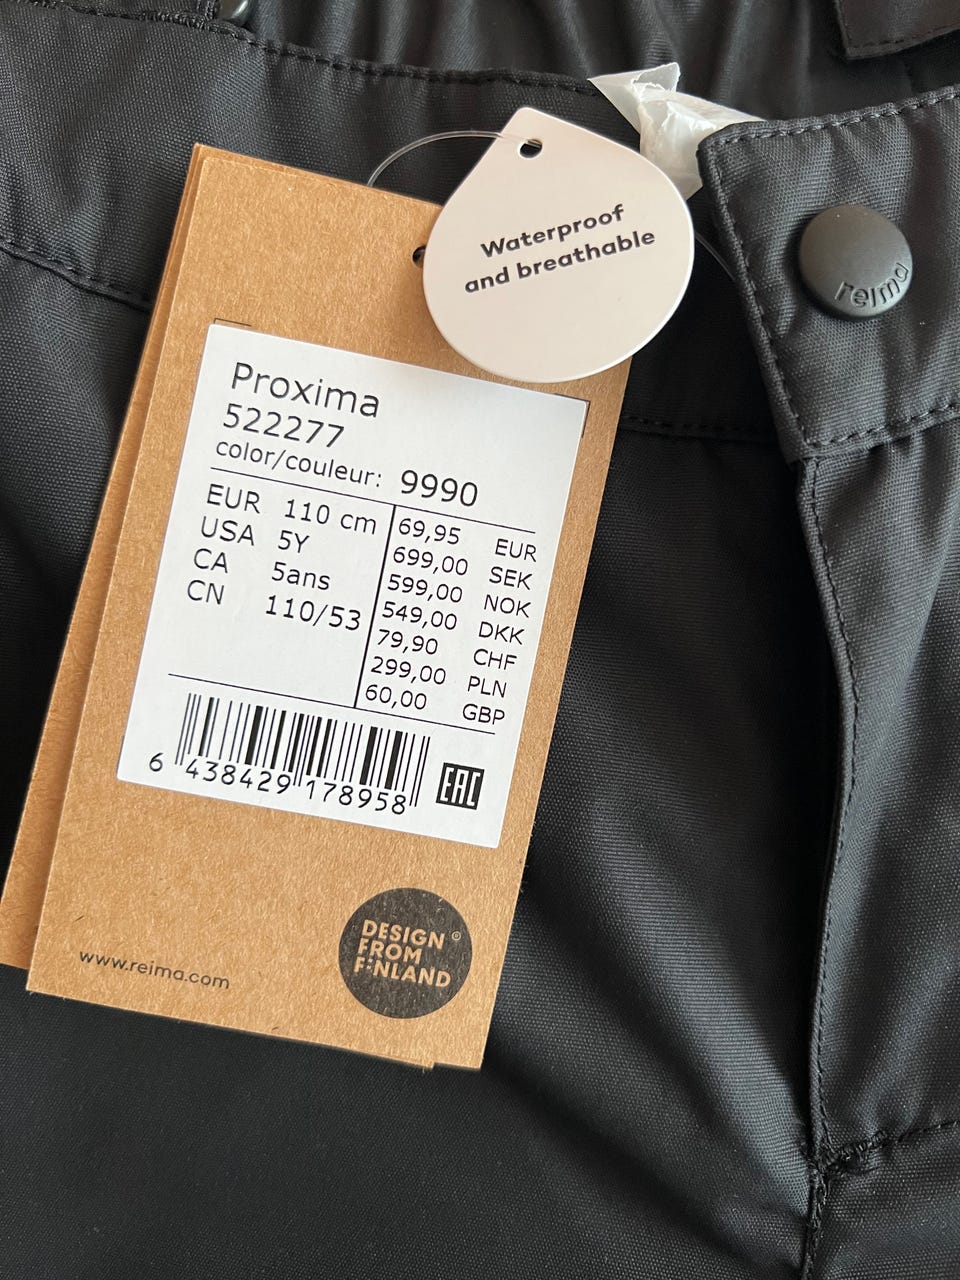 Waterproof
and breathable
reima
Proxima
522277
color/couleur: 9990
EUR 110 cm
USA 5Y
CA 5ans
CN 110/53
69,95 EUR
699,00 SEK
599,00 NOK
549,00 DKK
79,90 CHF
299,00 PLN
60,00 GBP
6 438429 178958
EAC
DESIGN
FROM
FINLAND ®
www.reima.com